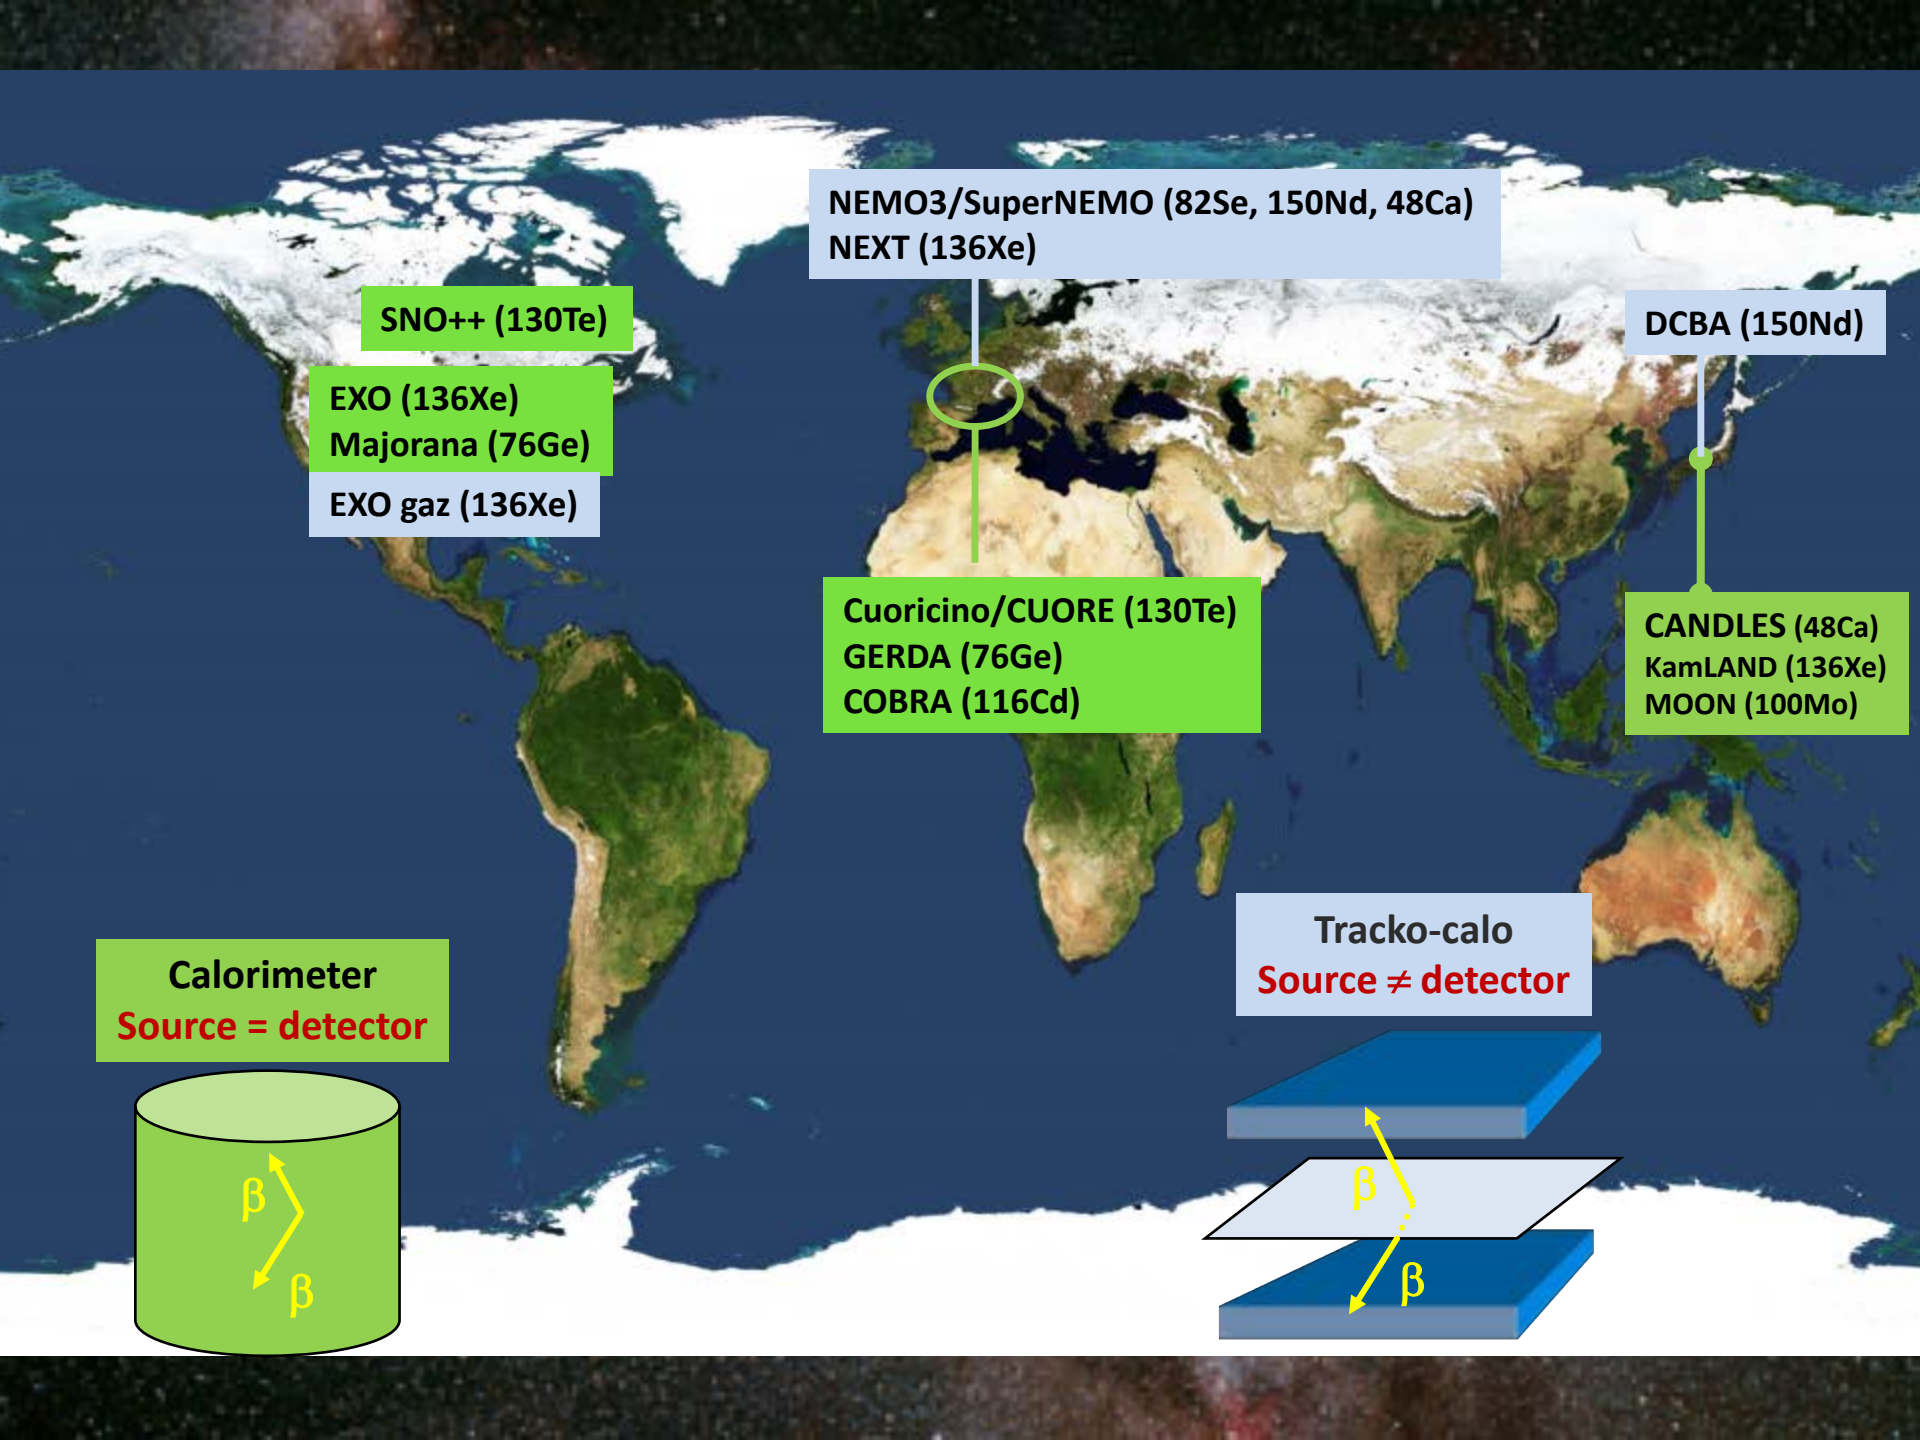 NEMO3/SuperNEMO (82Se, 150Nd, 48Ca)
NEXT (136Xe)
SNO++ (130Te)
DCBA (150Nd)
EXO (136Xe)
Majorana (76Ge)
EXO gaz (136Xe)
Cuoricino/CUORE (130Te)
GERDA (76Ge)
COBRA (116Cd)
CANDLES (48Ca)
KamLAND (136Xe)
MOON (100Mo)
Calorimeter
Source = detector
β
β
Tracko-calo
Source ≠ detector
β
β